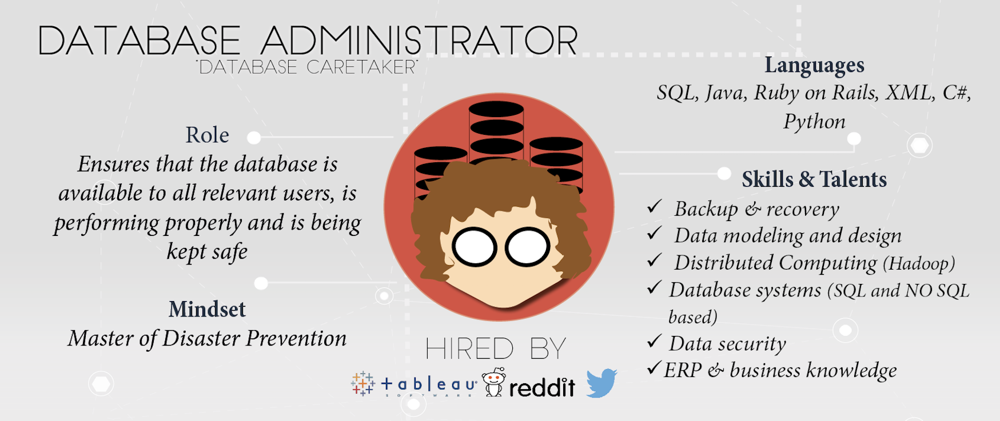 DATABASE ADMINISTRATOR
"DATABASE CARETAKER"
Role
Ensures that the database is
available to all relevant users, is
performing properly and is being
kept safe
Mindset
Master of Disaster Prevention
Languages
SQL, Java, Ruby on Rails, XML, C#,
Python
Skills & Talents
✓ Backup & recovery
✓ Data modeling and design
✓ Distributed Computing (Hadoop)
✓ Database systems (SQL and NO SQL
based)
✓ Data security
✓ ERP & business knowledge
HIRED BY
+ableau®
SOFTWARE
reddit